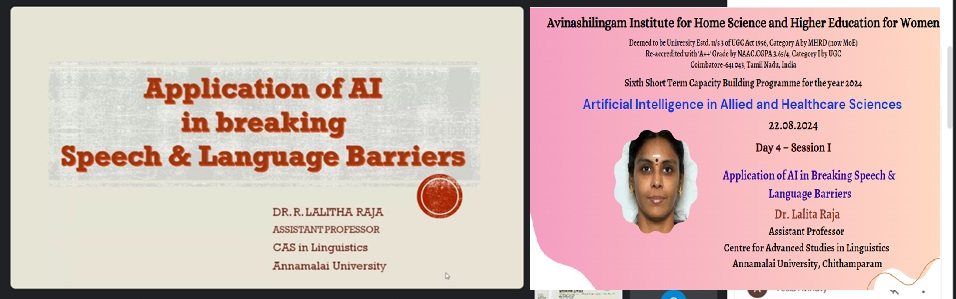 Application of AI
in breaking
Speech & Language Barriers
DR. R. LALITHA RAJA
ASSISTANT PROFESSOR
CAS in Linguistics
Annamalai University
Avinashilingam Institute for Home Science and Higher Education for Women
Deemed to be University Estd. u/s 3 of UGC Act 1956, Category A by MHRD (now MoE)
Re-accredited with 'A++' Grade by NAAC.CGPA 3.65/4, Category I by UGC
Coimbatore-641 043, Tamil Nadu, India
Sixth Short Term Capacity Building Programme for the year 2024
Artificial Intelligence in Allied and Healthcare Sciences
22.08.2024
Day 4 – Session I
Application of AI in Breaking Speech &
Language Barriers
Dr. Lalita Raja
Assistant Professor
Centre for Advanced Studies in Linguistics
Annamalai University, Chithamparam